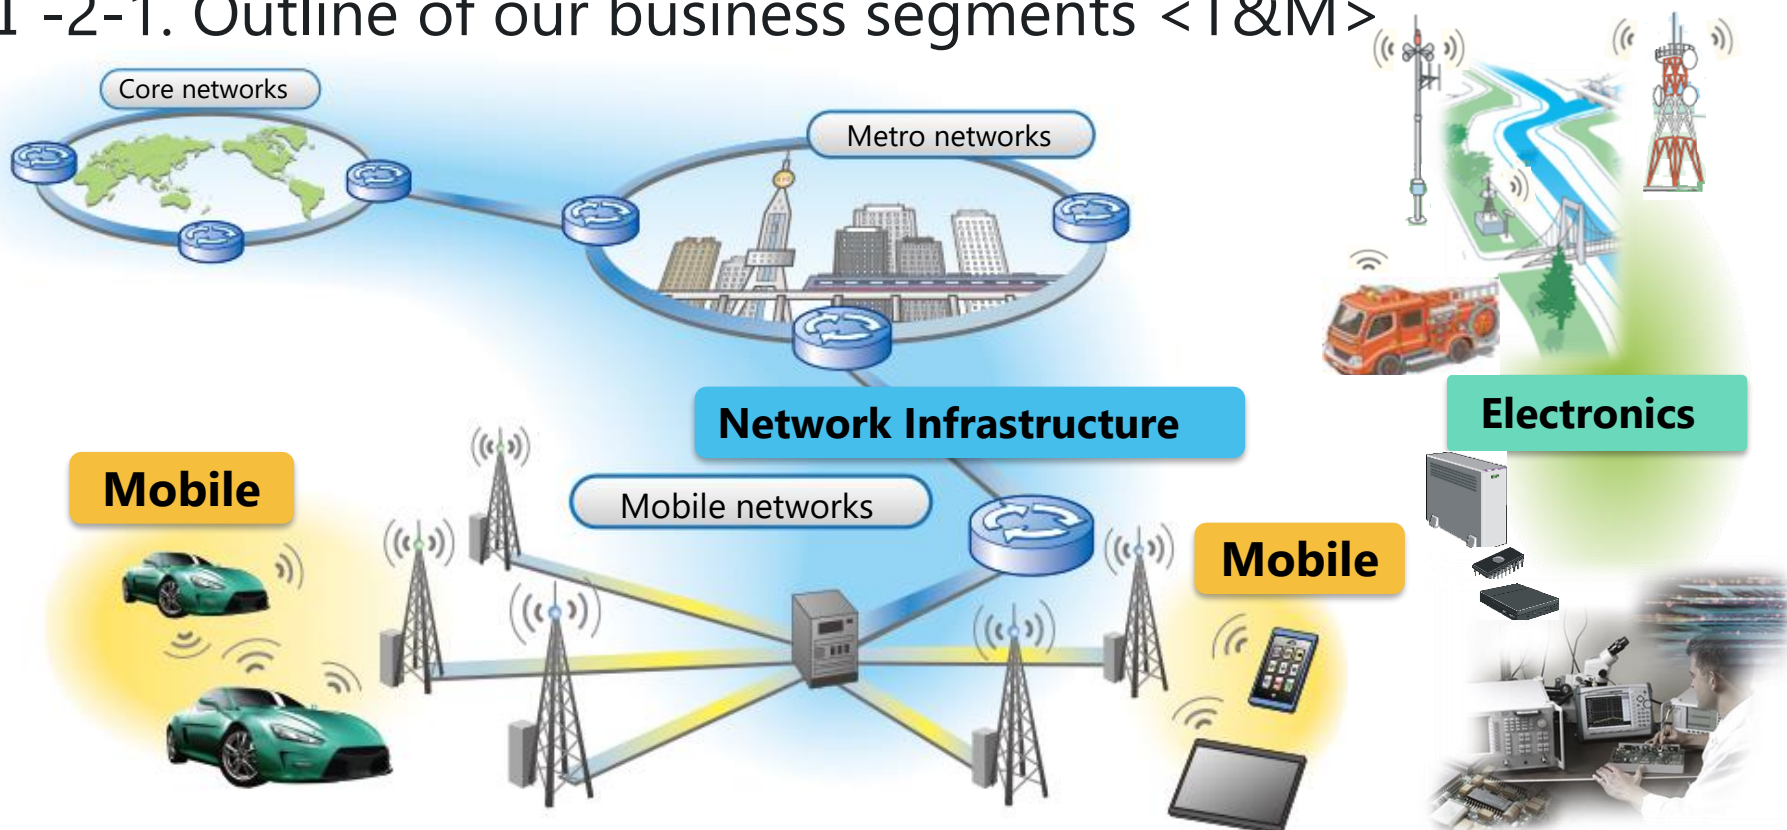 I -2-1. Outline of our business segments <T&M>
Core networks
Metro networks
Network Infrastructure
Electronics
Mobile
Mobile networks
Mobile